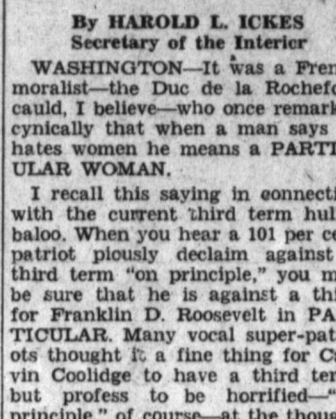 By HAROLD L. ICKES
Secretary of the Interior
WASHINGTON—It was a Fren
moralist—the Duc de la Rochefo
cauld, I believe—who once remark
cynically that when a man says
hates women he means a PARTI
ULAR WOMAN.
I recall this saying in connecti
with the current third term hul
baloo. When you hear a 101 per ce
patriot piously declaim against
third term "on principle," you m
be sure that he is against a thi
for Franklin D. Roosevelt in PA
TICULAR. Many vocal super-pat
ots thought it a fine thing for Ca
vin Coolidge to have a third ter
but profess to be horrified—
principle," of course—at the thou